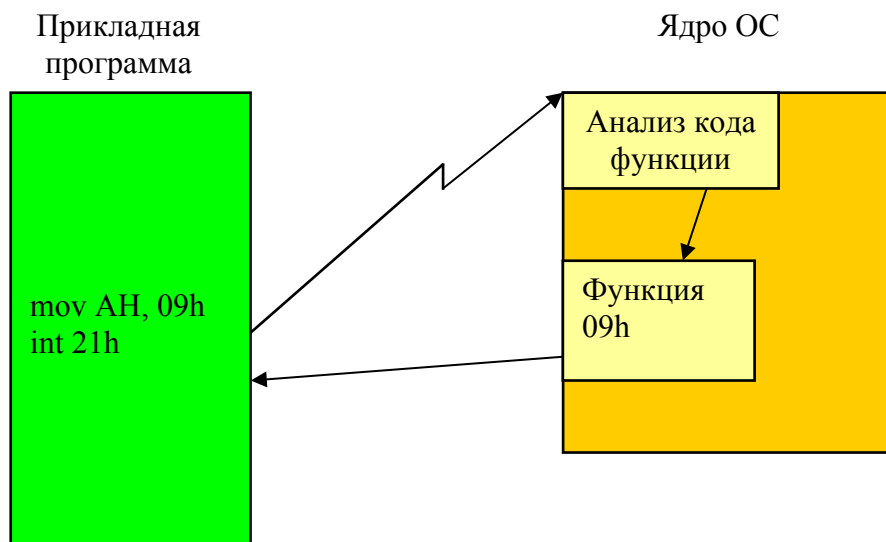 Прикладная
программа
Ядро ОС
Анализ кода
функции
mov AH, 09h
int 21h
Функция
09h